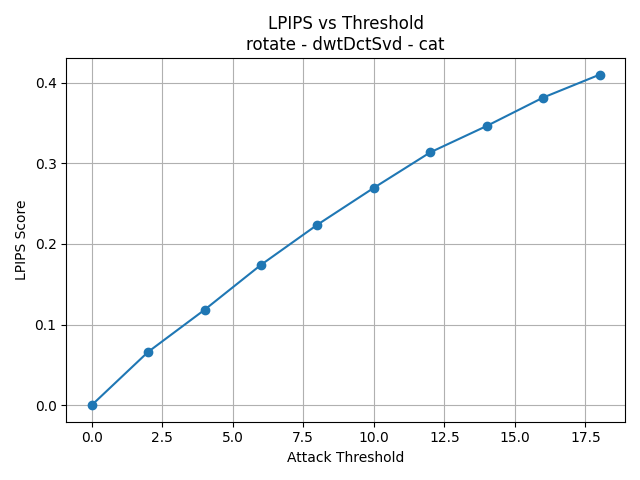 LPIPS vs Threshold
rotate - dwtDctSvd - cat
LPIPS Score
0.4
0.3
0.2
0.1
0.0
0.0 2.5 5.0 7.5 10.0 12.5 15.0 17.5
Attack Threshold